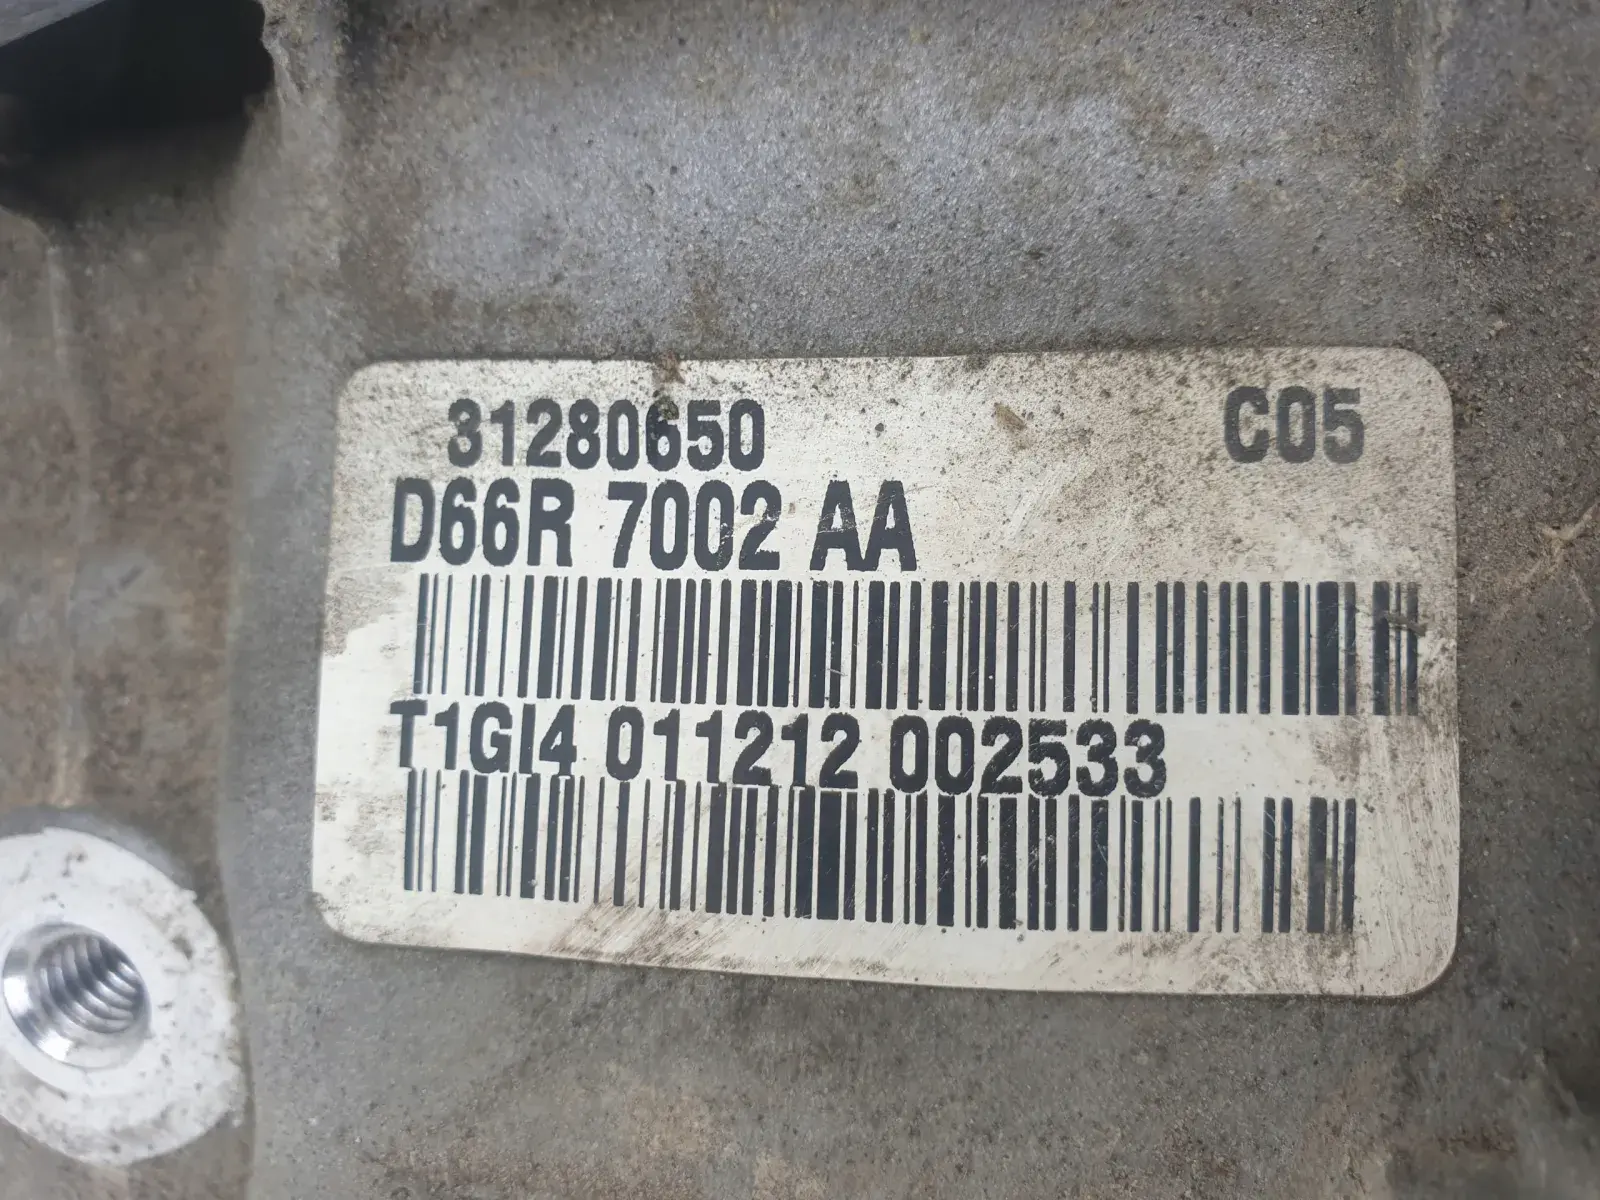 31280650 C05
D66R 7002 AA
T1GI4 011212 002533